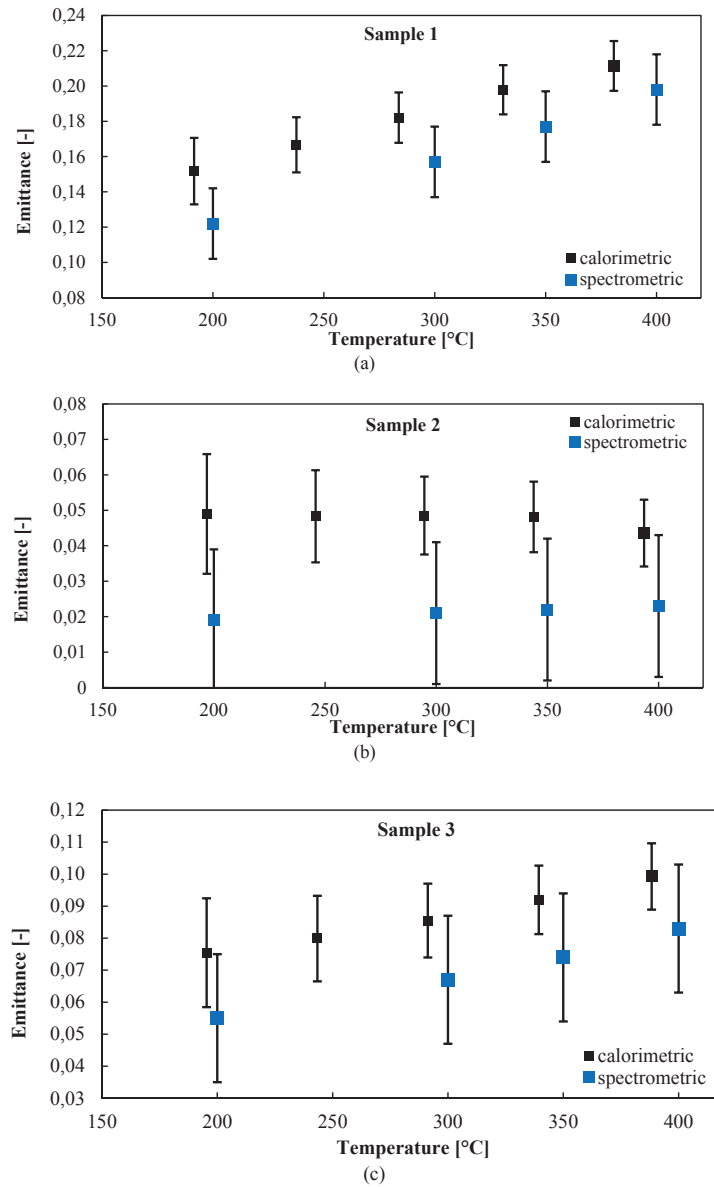 Sample 1
Emittance [-]
0,24
0,22
0,20
0,18
0,16
0,14
0,12
0,10
0,08
calorimetric
spectrometric
150 200 250 300 350 400
Temperature [°C]
(a)
Sample 2
Emittance [-]
0,08
0,07
0,06
0,05
0,04
0,03
0,02
0,01
0
calorimetric
spectrometric
150 200 250 300 350 400
Temperature [°C]
(b)
Sample 3
Emittance [-]
0,12
0,11
0,10
0,09
0,08
0,07
0,06
0,05
0,04
0,03
calorimetric
spectrometric
150 200 250 300 350 400
Temperature [°C]
(c)